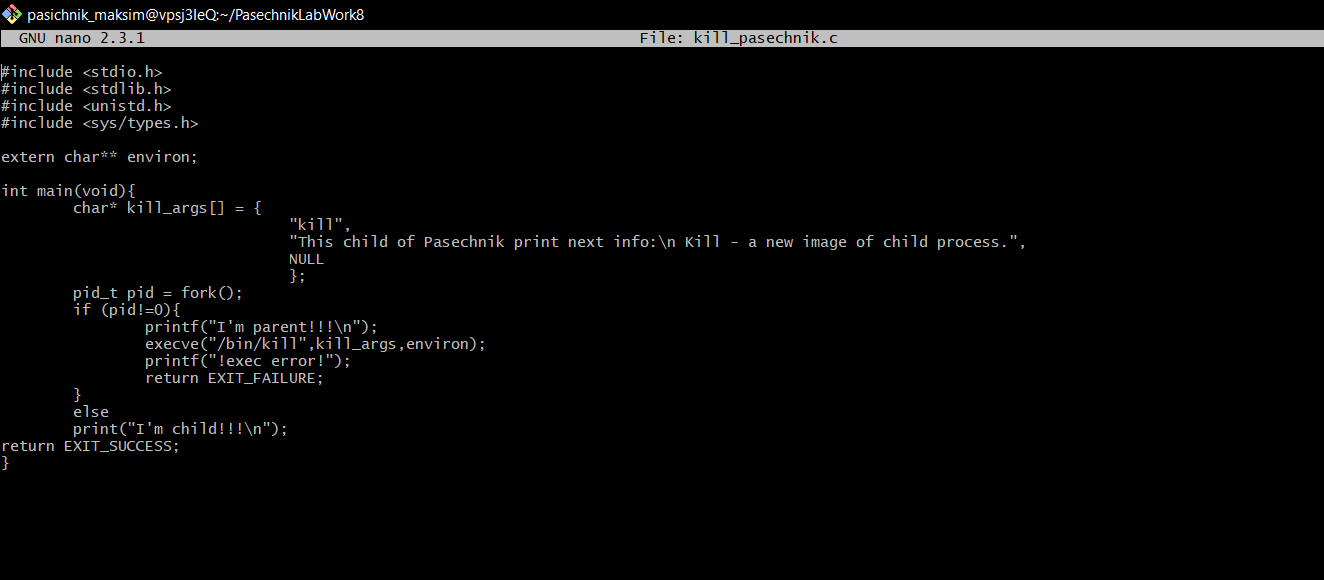 pasichnik_maksim@vpsj3IeQ:~/PasechnikLabWork8
GNU nano 2.3.1 File: kill_pasechnik.c
#include <stdio.h>
#include <stdlib.h>
#include <unistd.h>
#include <sys/types.h>
extern char** environ;
int main(void){
char* kill_args[] = {
"kill",
"This child of Pasechnik print next info:\n Kill - a new image of child process.",
NULL
};
pid_t pid = fork();
if (pid!=0){
printf("I'm parent!!!\n");
execve("/bin/kill",kill_args,environ);
printf("!exec error!");
return EXIT_FAILURE;
}
else
print("I'm child!!!\n");
return EXIT_SUCCESS;
}